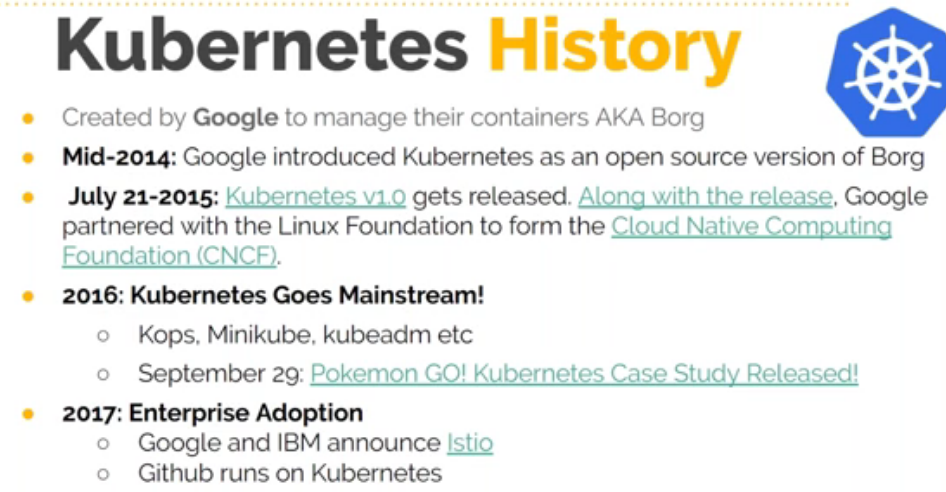 Kubernetes History
Created by Google to manage their containers AKA Borg
Mid-2014: Google introduced Kubernetes as an open source version of Borg
July 21-2015: Kubernetes v1.0 gets released. Along with the release, Google
partnered with the Linux Foundation to form the Cloud Native Computing
Foundation (CNCF).
2016: Kubernetes Goes Mainstream!
Kops, Minikube, kubeadm etc
September 29: Pokemon GO! Kubernetes Case Study Released!
2017: Enterprise Adoption
Google and IBM announce Istio
Github runs on Kubernetes